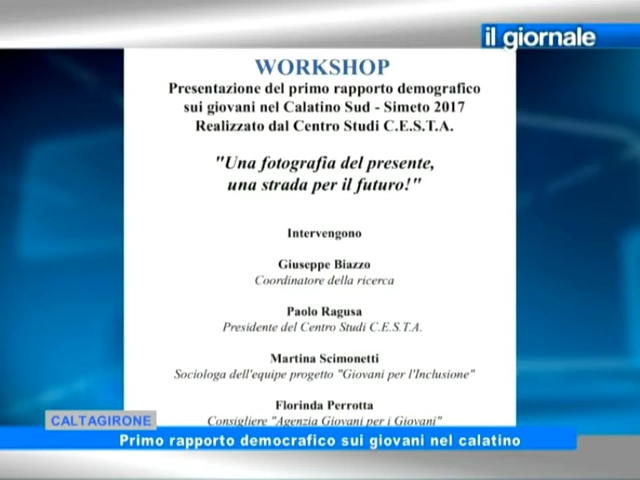 il giornale
WORKSHOP
Presentazione del primo rapporto demografico
sui giovani nel Calatino Sud - Simeto 2017
Realizzato dal Centro Studi C.E.S.T.A.
"Una fotografia del presente,
una strada per il futuro!"
Intervengono
Giuseppe Biazzo
Coordinatore della ricerca
Paolo Ragusa
Presidente del Centro Studi C.E.S.T.A.
Martina Scimonetti
Sociologa dell'equipe progetto "Giovani per l'Inclusione"
Florinda Perrotta
Consigliere "Agenzia Giovani per i Giovani"
CALTAGIRONE
Primo rapporto democrafico sui giovani nel calatino